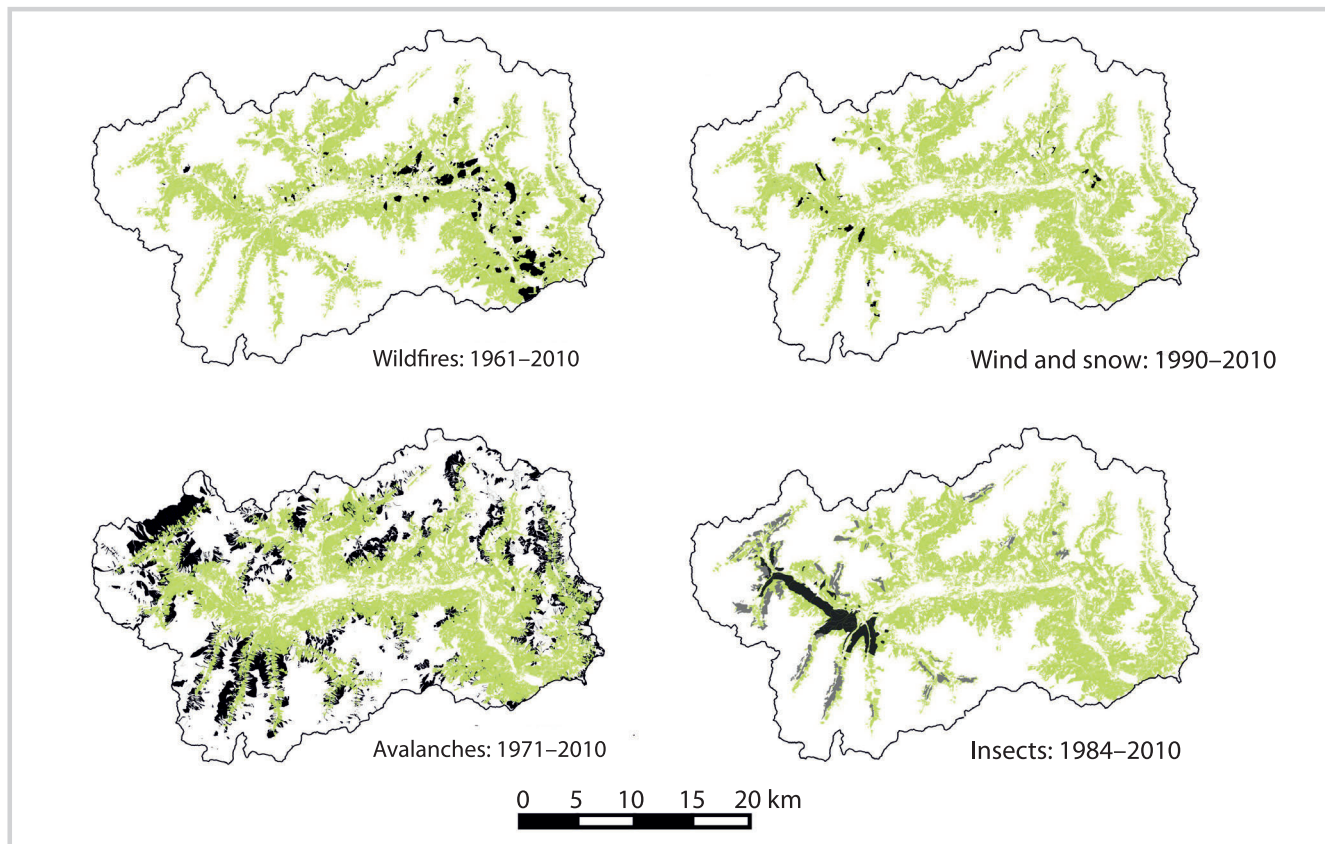 Wildfires: 1961–2010
Wind and snow: 1990–2010
Avalanches: 1971–2010
Insects: 1984–2010
0 5 10 15 20 km